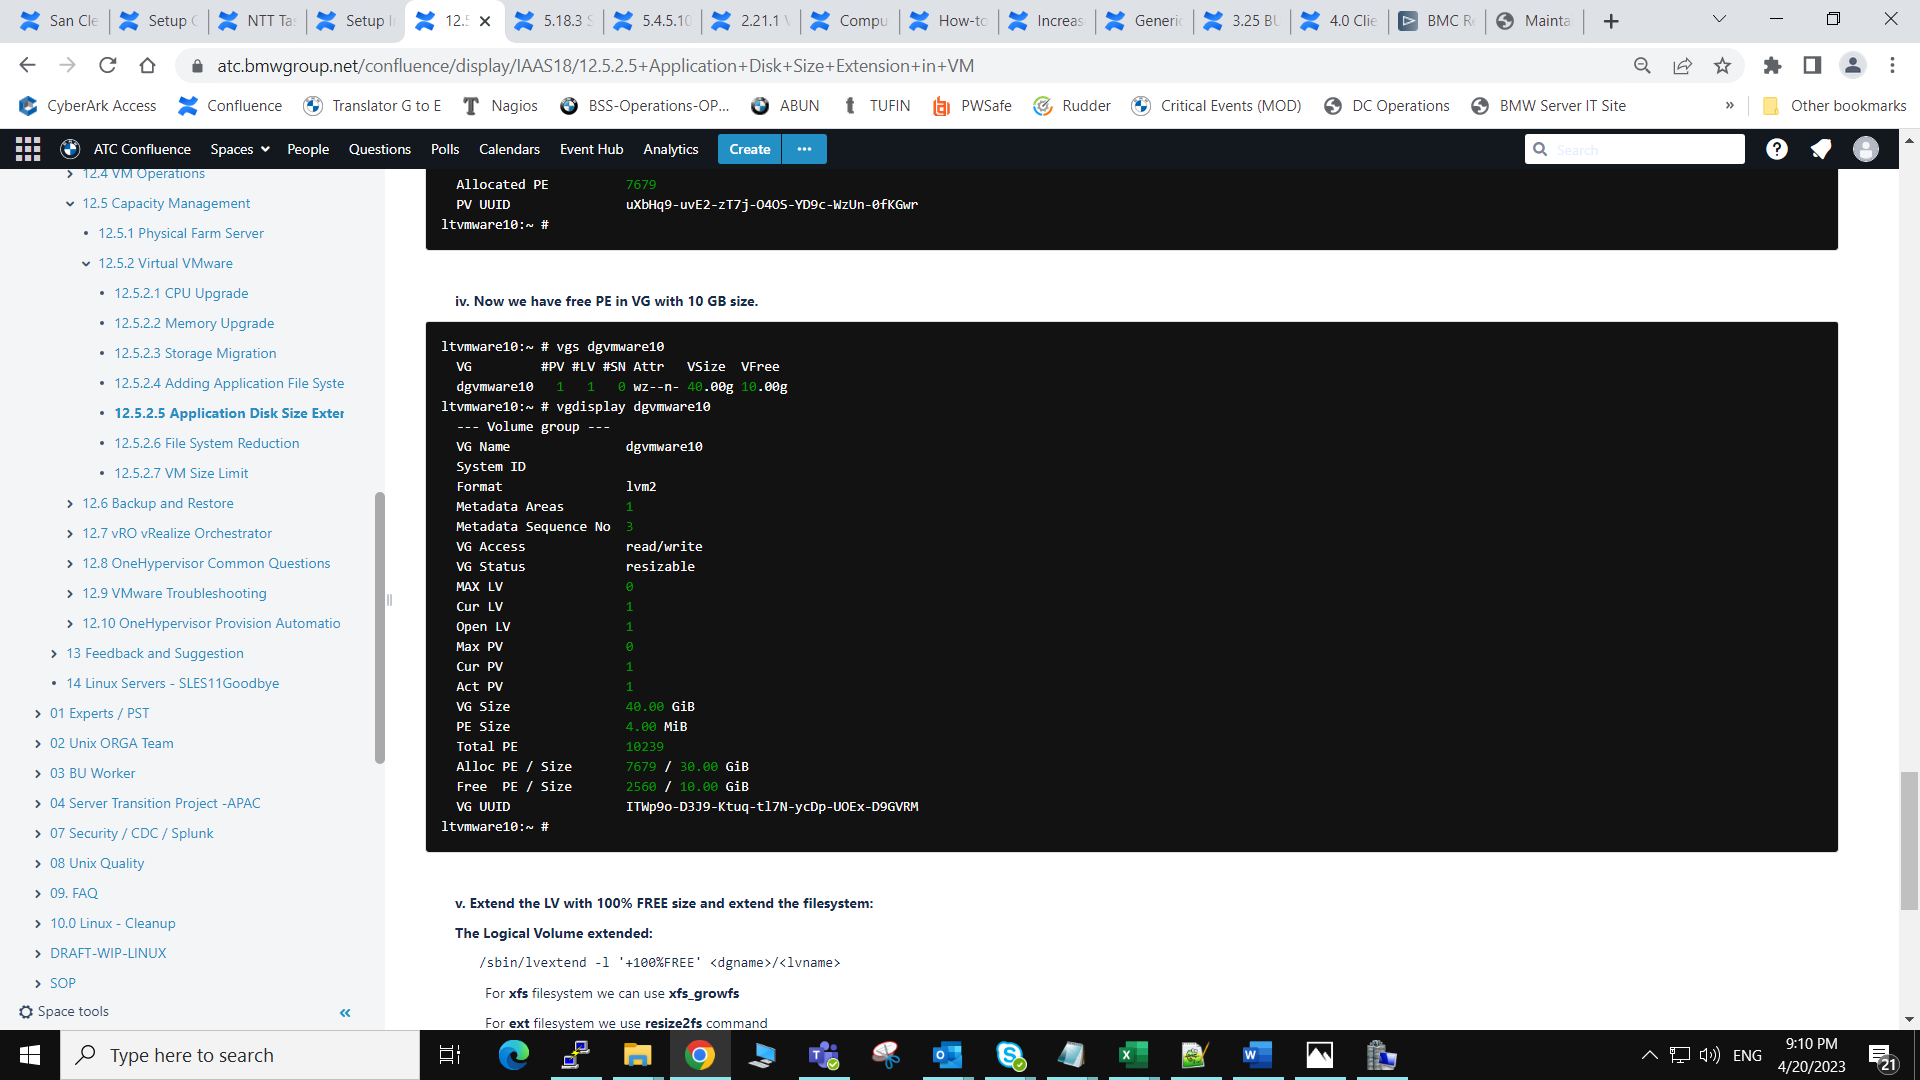 San Cle
Setup C
NTT Tas
Setup In
12.5
5.18.3 S
5.4.5.10
2.21.1 V
Compu
How-to
Increas
Generic
3.25 BU
4.0 Clie
BMC Re
Mainta
atc.bmwgroup.net/confluence/display/IAAS18/12.5.2.5+Application+Disk+Size+Extension+in+VM
CyberArk Access
Confluence
Translator G to E
Nagios
BSS-Operations-OP...
ABUN
TUFIN
PWSafe
Rudder
Critical Events (MOD)
DC Operations
BMW Server IT Site
»
Other bookmarks
ATC Confluence
Spaces
People
Questions
Polls
Calendars
Event Hub
Analytics
Create
Search
12.4 VM Operations
12.5 Capacity Management
12.5.1 Physical Farm Server
12.5.2 Virtual VMware
12.5.2.1 CPU Upgrade
12.5.2.2 Memory Upgrade
12.5.2.3 Storage Migration
12.5.2.4 Adding Application File Syste
12.5.2.5 Application Disk Size Exter
12.5.2.6 File System Reduction
12.5.2.7 VM Size Limit
12.6 Backup and Restore
12.7 vRO vRealize Orchestrator
12.8 OneHypervisor Common Questions
12.9 VMware Troubleshooting
12.10 OneHypervisor Provision Automatio
13 Feedback and Suggestion
14 Linux Servers - SLES11Goodbye
01 Experts / PST
02 Unix ORGA Team
03 BU Worker
04 Server Transition Project -APAC
07 Security / CDC / Splunk
08 Unix Quality
09. FAQ
10.0 Linux - Cleanup
DRAFT-WIP-LINUX
SOP
Space tools
«
Allocated PE 7679
PV UUID uXbHq9-uvE2-zT7j-O4OS-YD9c-WzUn-0fKGwr
ltvmware10:~ #
iv. Now we have free PE in VG with 10 GB size.
ltvmware10:~ # vgs dgvmware10
VG #PV #LV #SN Attr VSize VFree
dgvmware10 1 1 0 wz--n- 40.00g 10.00g
ltvmware10:~ # vgdisplay dgvmware10
--- Volume group ---
VG Name dgvmware10
System ID
Format lvm2
Metadata Areas 1
Metadata Sequence No 3
VG Access read/write
VG Status resizable
MAX LV 0
Cur LV 1
Open LV 1
Max PV 0
Cur PV 1
Act PV 1
VG Size 40.00 GiB
PE Size 4.00 MiB
Total PE 10239
Alloc PE / Size 7679 / 30.00 GiB
Free PE / Size 2560 / 10.00 GiB
VG UUID ITWp9o-D3J9-Ktuq-tl7N-ycDp-UOEx-D9GVRM
ltvmware10:~ #
v. Extend the LV with 100% FREE size and extend the filesystem:
The Logical Volume extended:
/sbin/lvextend -l '+100%FREE' <dgname>/<lvname>
For xfs filesystem we can use xfs_growfs
For ext filesystem we use resize2fs command
Type here to search
ENG
9:10 PM
4/20/2023
21